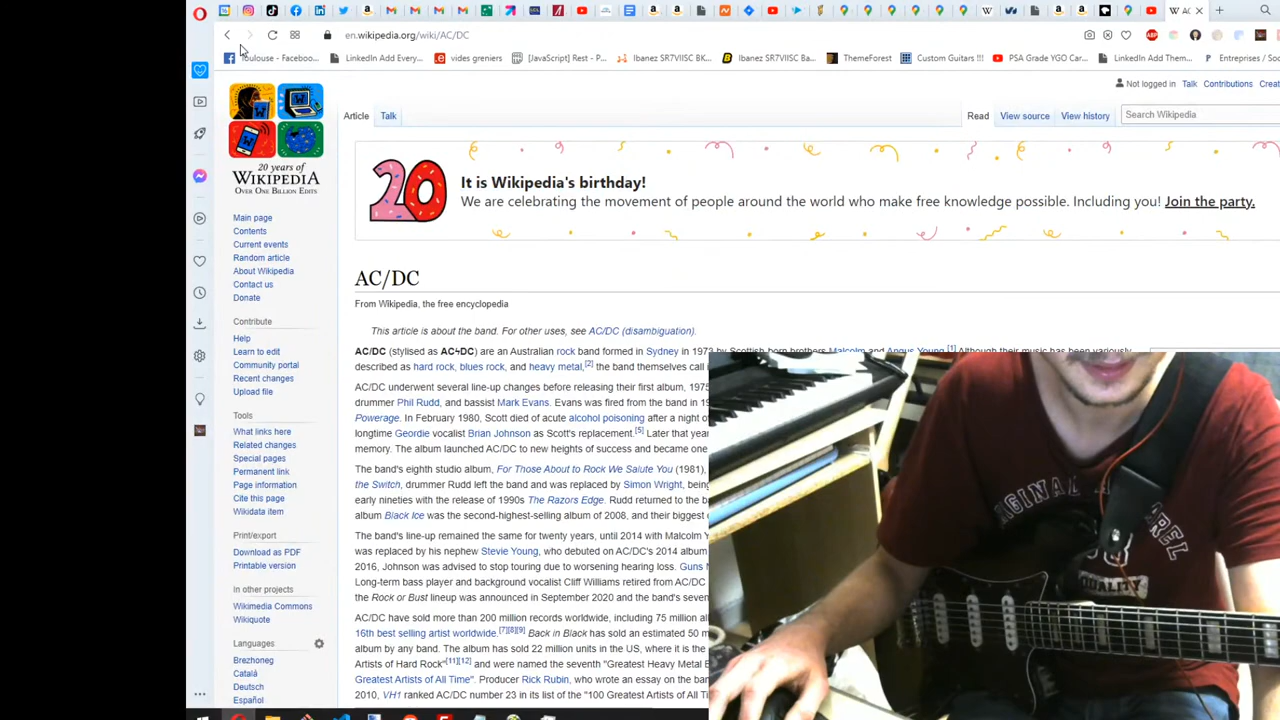 en.wikipedia.org/wiki/AC/DC
Toulouse - Faceboo...
LinkedIn Add Every...
vides greniers
[JavaScript] Rest - P...
Ibanez SR7VIISC BK...
Ibanez SR7VIISC Bav...
ThemeForest
Custom Guitars !!!
PSA Grade YGO Car...
LinkedIn Add Them...
Entreprises / Soc
Not logged in Talk Contributions Creat
Article Talk
Read View source View history
Search Wikipedia
20 years of
WIKIPEDIA
OVER ONE BILLION EDITS
20
It is Wikipedia's birthday!
We are celebrating the movement of people around the world who make free knowledge possible. Including you! Join the party.
Main page
Contents
Current events
Random article
About Wikipedia
Contact us
Donate
Contribute
Help
Learn to edit
Community portal
Recent changes
Upload file
Tools
What links here
Related changes
Special pages
Permanent link
Page information
Cite this page
Wikidata item
Print/export
Download as PDF
Printable version
In other projects
Wikimedia Commons
Wikiquote
Languages
Brezhoneg
Català
Deutsch
Español
AC/DC
From Wikipedia, the free encyclopedia
This article is about the band. For other uses, see AC/DC (disambiguation).
AC/DC (stylised as ACϟDC) are an Australian rock band formed in Sydney in 1973 by Scottish-born brothers Malcolm and Angus Young.[1] Although their music has been variously
described as hard rock, blues rock, and heavy metal,[2] the band themselves call i
AC/DC underwent several line-up changes before releasing their first album, 1975
drummer Phil Rudd, and bassist Mark Evans. Evans was fired from the band in 19
Powerage. In February 1980, Scott died of acute alcohol poisoning after a night o
longtime Geordie vocalist Brian Johnson as Scott's replacement.[5] Later that year
memory. The album launched AC/DC to new heights of success and became one
The band's eighth studio album, For Those About to Rock We Salute You (1981),
the Switch, drummer Rudd left the band and was replaced by Simon Wright, being
early nineties with the release of 1990s The Razors Edge. Rudd returned to the b
album Black Ice was the second-highest-selling album of 2008, and their biggest
The band's line-up remained the same for twenty years, until 2014 with Malcolm Y
was replaced by his nephew Stevie Young, who debuted on AC/DC's 2014 album
2016, Johnson was advised to stop touring due to worsening hearing loss. Guns
Long-term bass player and background vocalist Cliff Williams retired from AC/DC
the Rock or Bust lineup was announced in September 2020 and the band's seven
AC/DC have sold more than 200 million records worldwide, including 75 million al
16th best selling artist worldwide.[7][8][9] Back in Black has sold an estimated 50 m
album by any band. The album has sold 22 million units in the US, where it is the
Artists of Hard Rock"[11][12] and were named the seventh "Greatest Heavy Metal B
Greatest Artists of All Time". Producer Rick Rubin, who wrote an essay on the ban
2010, VH1 ranked AC/DC number 23 in its list of the "100 Greatest Artists of All T